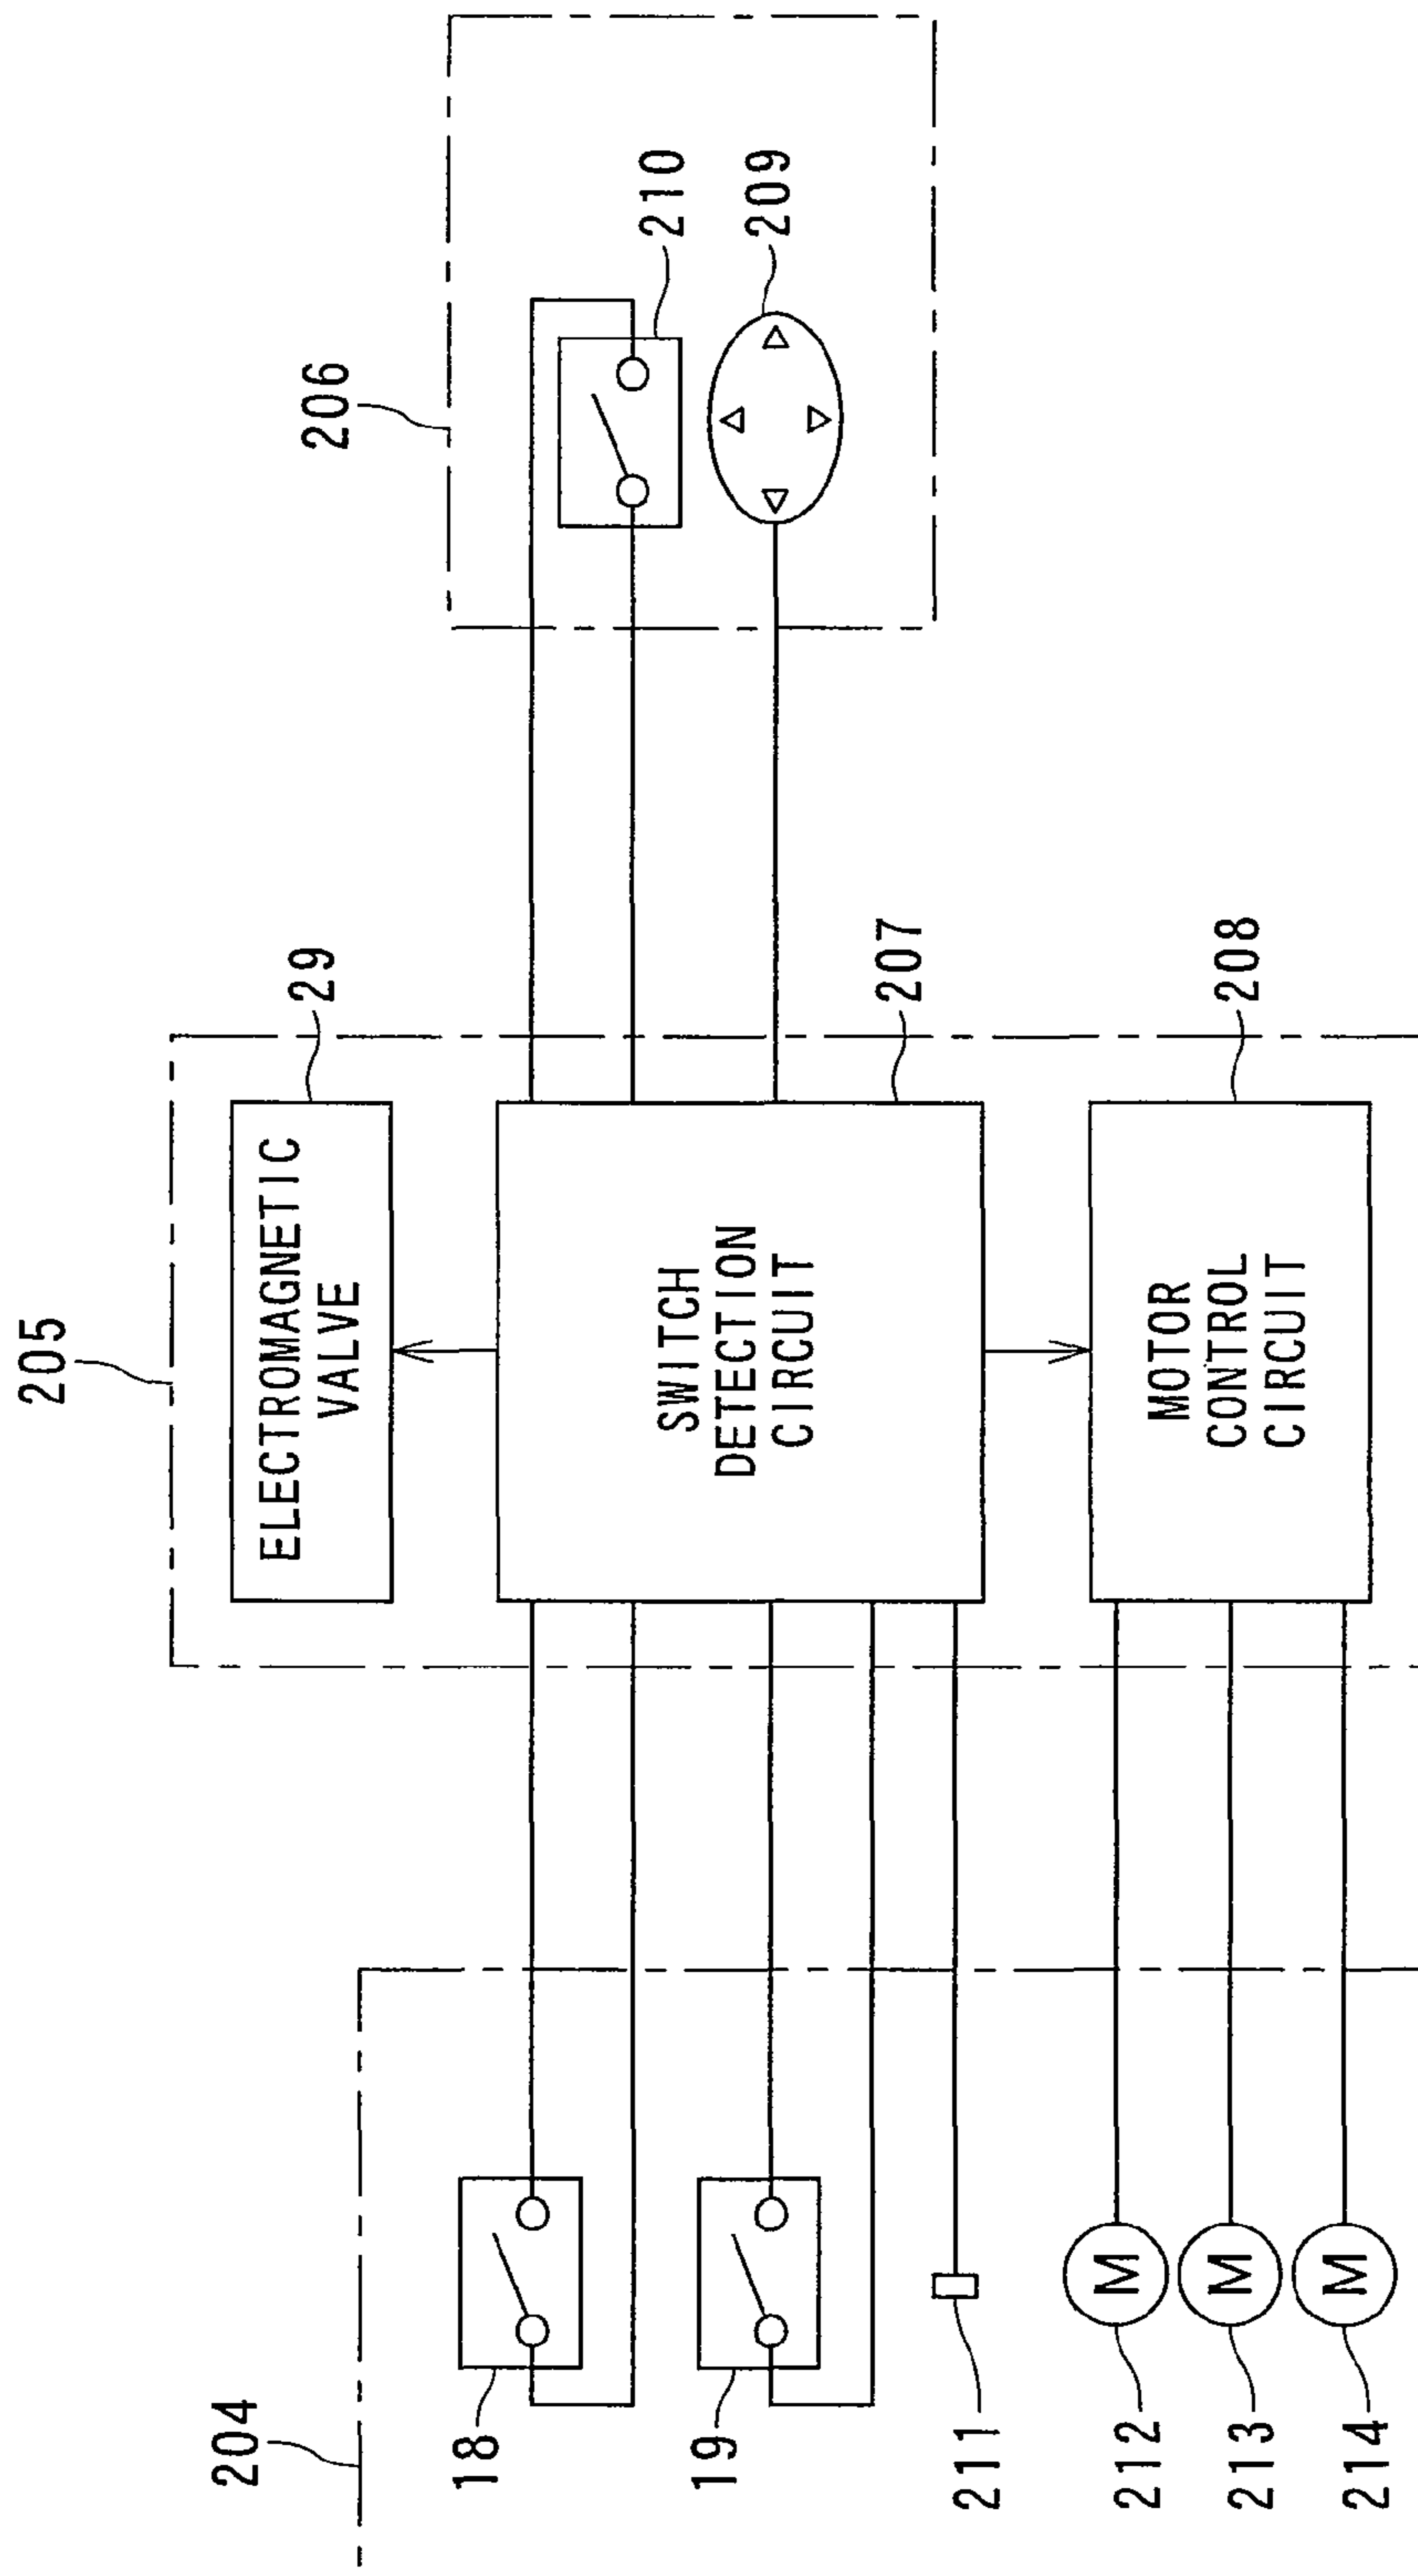 205
204
206
ELECTROMAGNETIC
VALVE
29
18
210
SWITCH
DETECTION
CIRCUIT
19
209
207
211
MOTOR
CONTROL
CIRCUIT
208
M
212
M
213
M
214